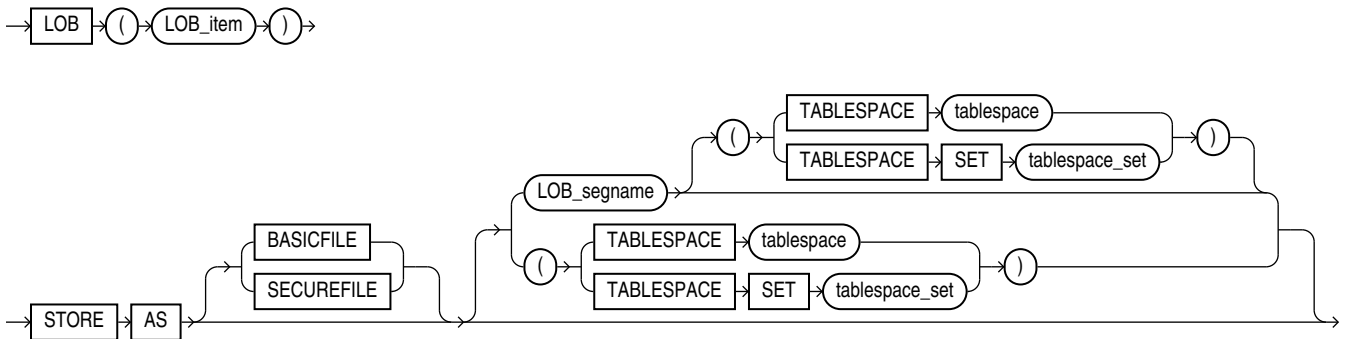 LOB ( LOB_item )
TABLESPACE tablespace
( TABLESPACE SET tablespace_set )
LOB_segname
BASICFILE TABLESPACE tablespace
SECUREFILE ( TABLESPACE SET tablespace_set )
STORE AS